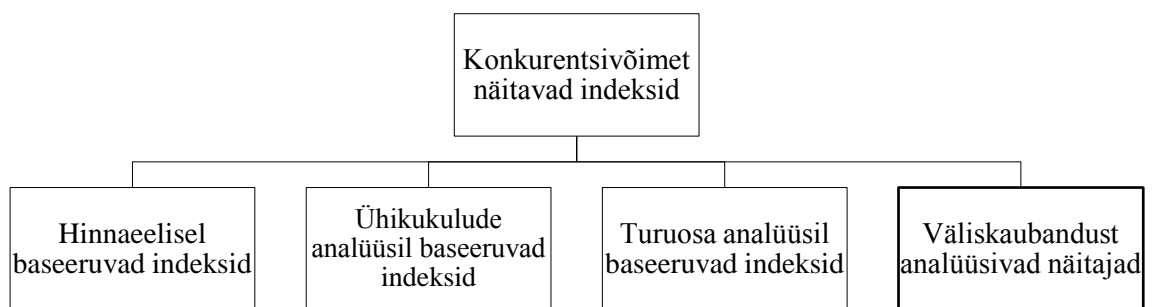 Konkurentsivõimet
näitavad indeksid
Hinnaeelisel
baseeruvad indeksid
Ühikukulude
analüüsil baseeruvad
indeksid
Turuosa analüüsil
baseeruvad indeksid
Väliskaubandust
analüüsivad näitajad